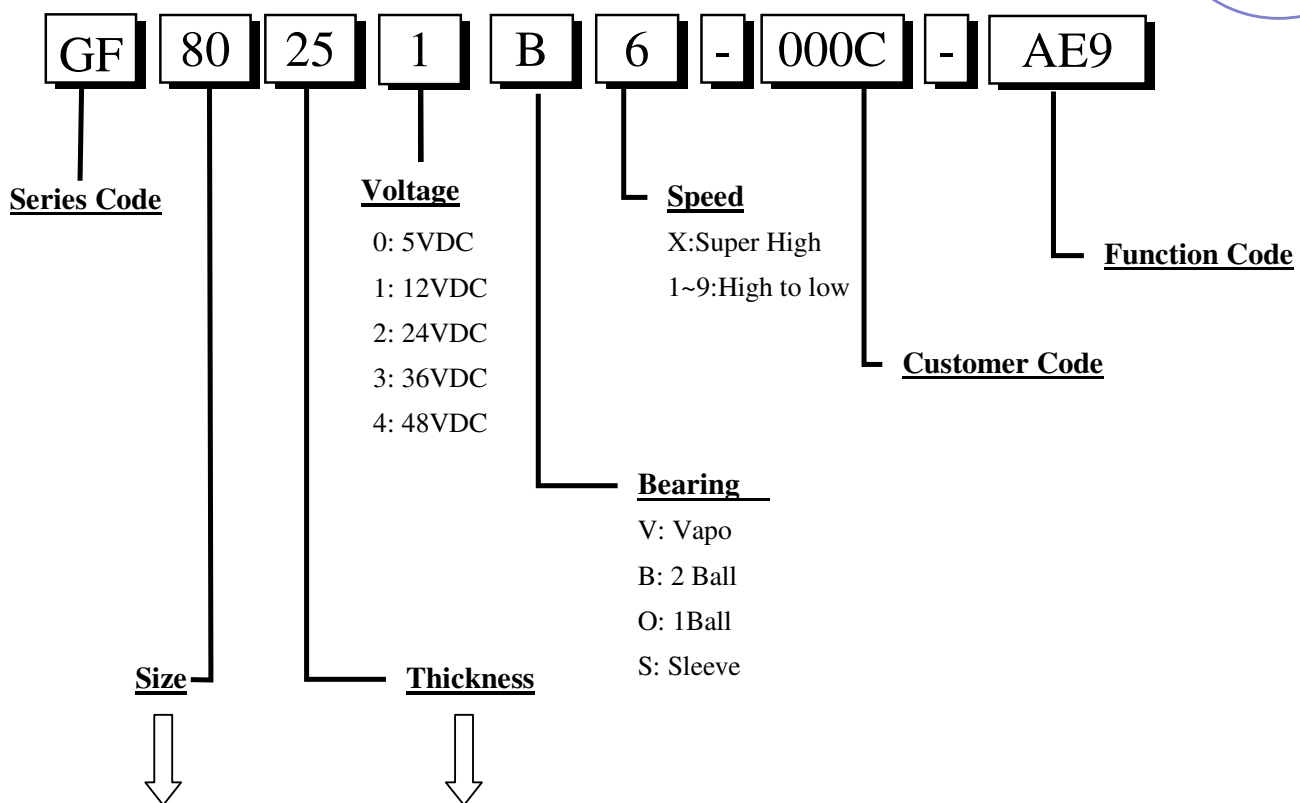 GF 80 25 1 B 6 - 000C - AE9
Series Code
Voltage
0: 5VDC
1: 12VDC
2: 24VDC
3: 36VDC
4: 48VDC
Speed
X:Super High
1~9:High to low
Function Code
Customer Code
Bearing
V: Vapo
B: 2 Ball
O: 1Ball
S: Sleeve
Size
Thickness